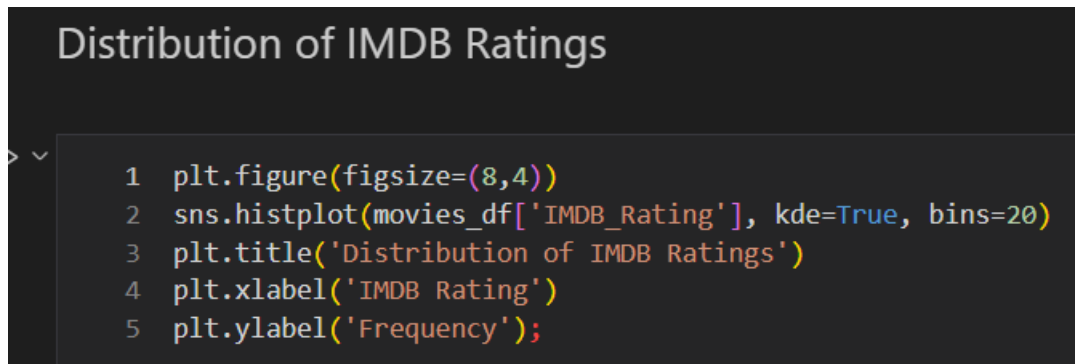 Distribution of IMDB Ratings
1 plt.figure(figsize=(8,4))
2 sns.histplot(movies_df['IMDB_Rating'], kde=True, bins=20)
3 plt.title('Distribution of IMDB Ratings')
4 plt.xlabel('IMDB Rating')
5 plt.ylabel('Frequency');